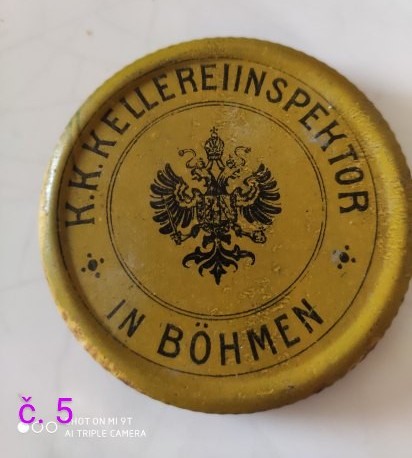 K.K. KELLEREIINSPEKTOR
IN BÖHMEN
č. 5
SHOT ON MI 9T
AI TRIPLE CAMERA